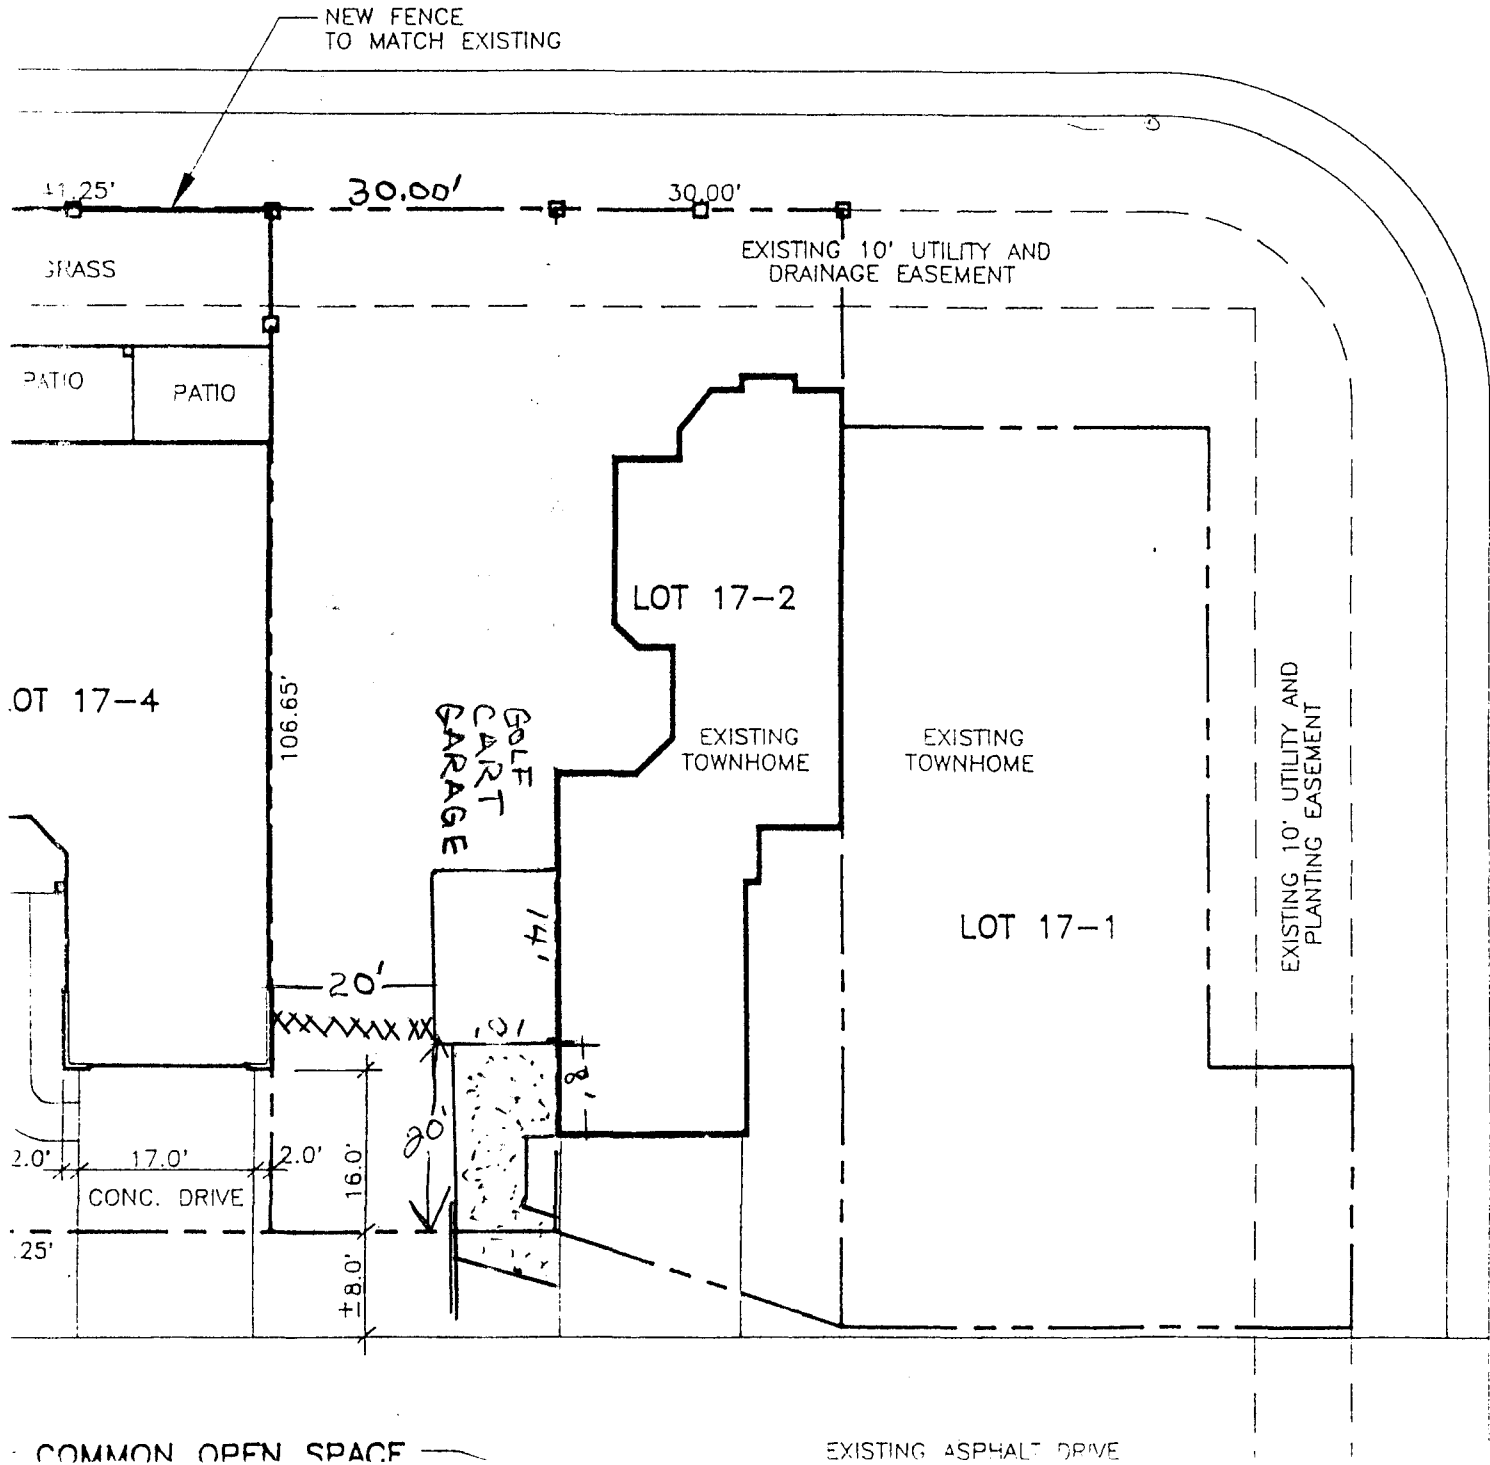 NEW FENCE
TO MATCH EXISTING
41.25'
30.00'
30.00'
EXISTING 10' UTILITY AND
DRAINAGE EASEMENT
GRASS
PATIO
PATIO
LOT 17-2
LOT 17-4
106.65'
GOLF
CART
GARAGE
EXISTING
TOWNHOME
EXISTING
TOWNHOME
EXISTING 10' UTILITY AND
PLANTING EASEMENT
LOT 17-1
14'
20'
10'
8'
20'
2.0'
17.0'
2.0'
16.0'
CONC. DRIVE
.25'
±8.0'
COMMON OPEN SPACE
EXISTING ASPHALT DRIVE